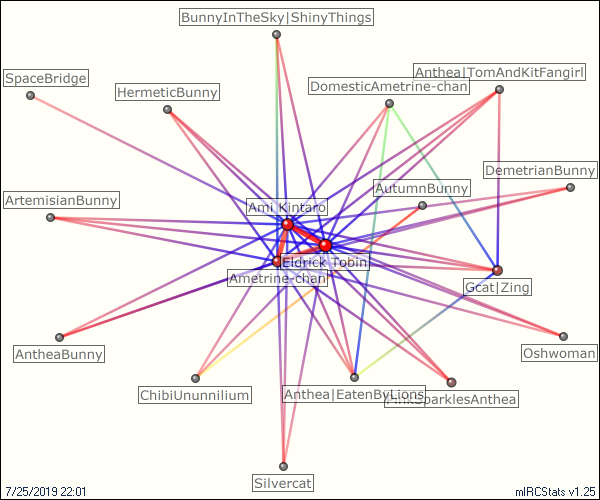 BunnyInTheSky|ShinyThings
SpaceBridge
Anthea|TomAndKitFangirl
HermeticBunny
DomesticAmetrine-chan
DemetrianBunny
AutumnBunny
ArtemisianBunny
Ami.Kintaro
Eldrick.Tobin
Ametrine-chan
Gcat|Zing
AntheaBunny
Oshwoman
ChibiUnunnilium
Anthea|EatenByLions
SparklesAnthea
Silvercat
7/25/2019 22:01
mIRCStats v1.25